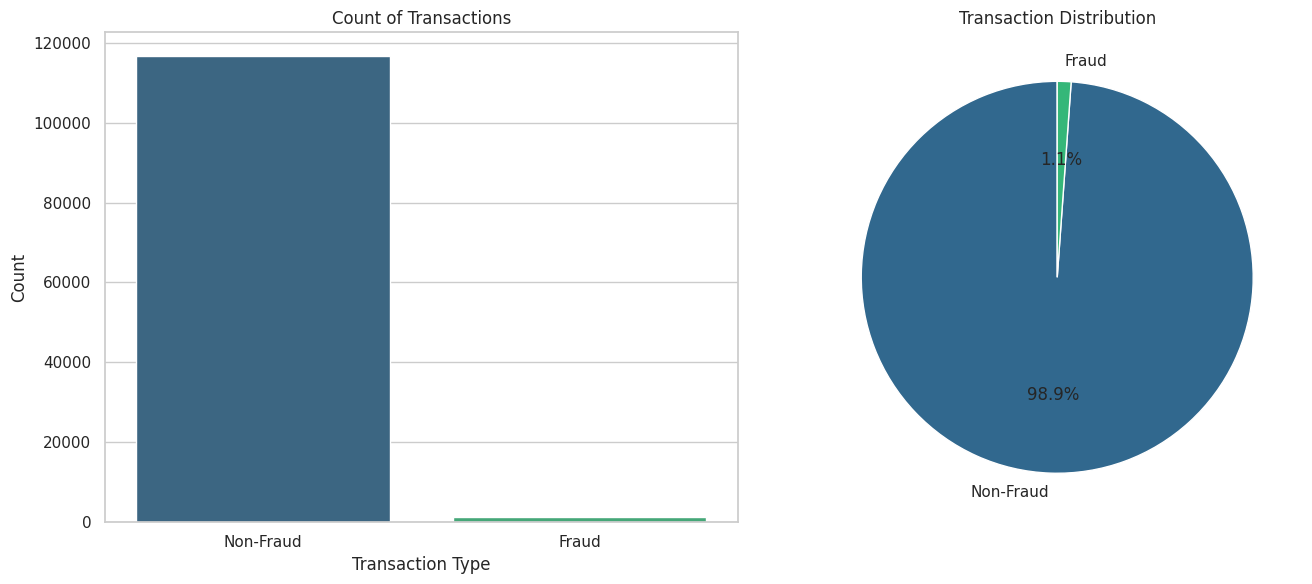 Count of Transactions
120000
100000
80000
60000
40000
20000
0
Count
Non-Fraud
Fraud
Transaction Type
Transaction Distribution
Fraud
1.1%
98.9%
Non-Fraud